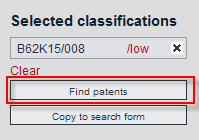 Selected classifications
B62K15/008 /low
Clear
Find patents
Copy to search form